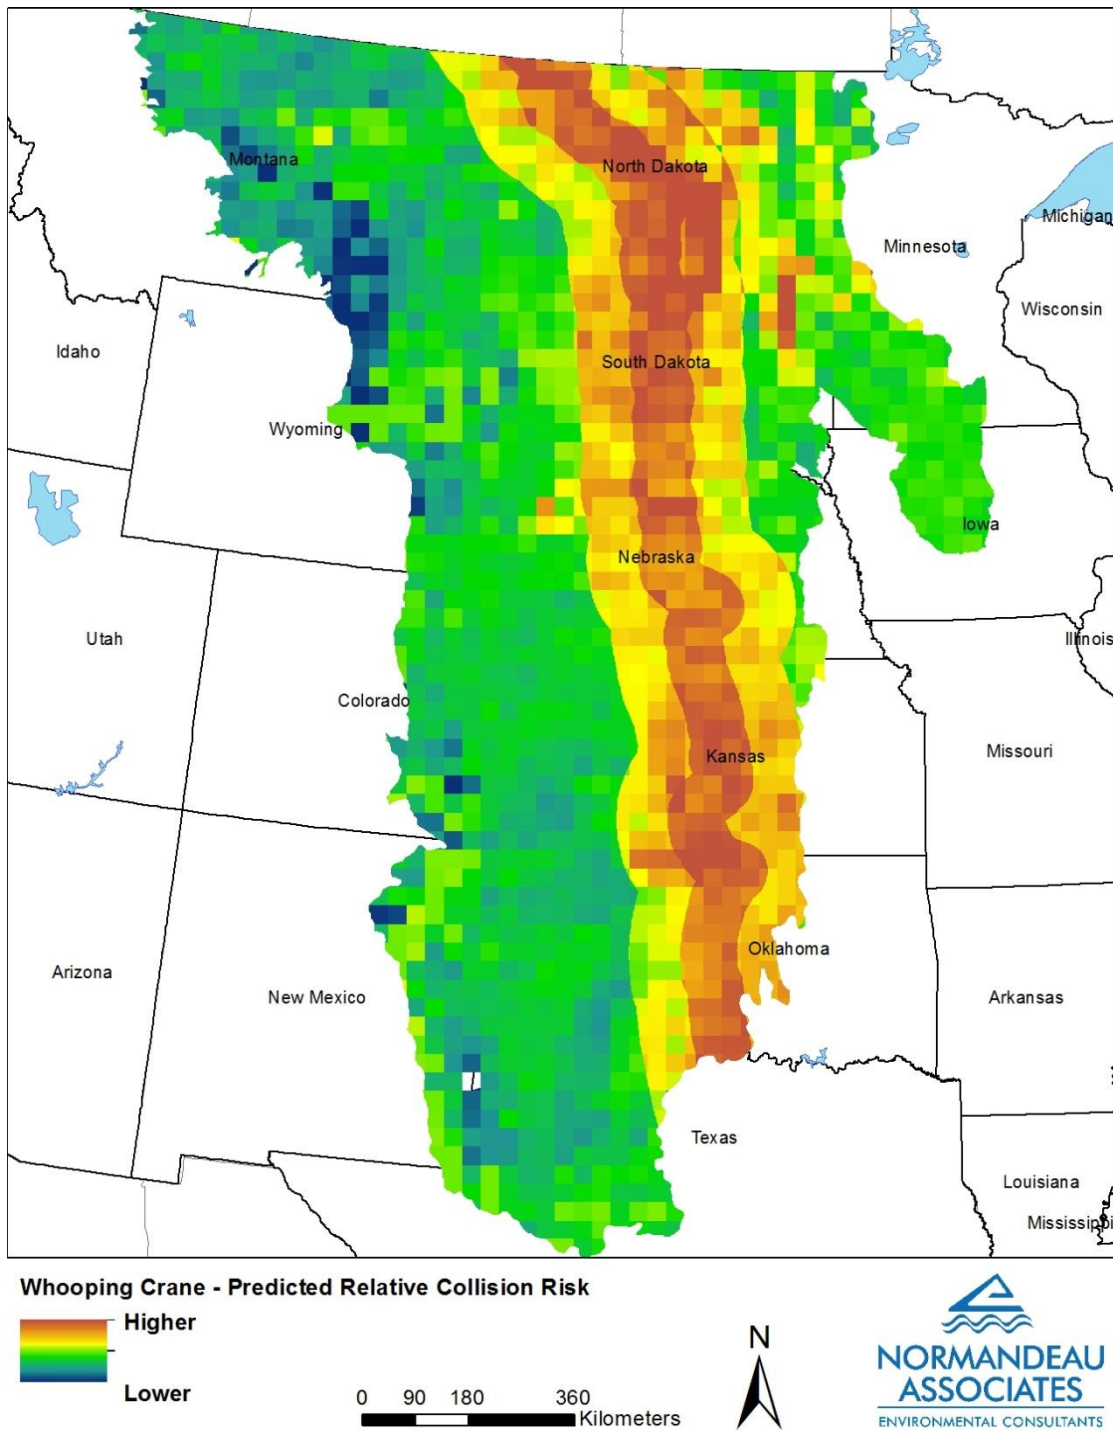 Montana
North Dakota
Michigan
Minnesota
Wisconsin
Idaho
South Dakota
Wyoming
Iowa
Nebraska
Utah
Illinois
Colorado
Missouri
Kansas
Oklahoma
Arizona
New Mexico
Arkansas
Texas
Louisiana
Mississippi
Whooping Crane - Predicted Relative Collision Risk
Higher
Lower
N
0 90 180 360
Kilometers
NORMANDEAU
ASSOCIATES
ENVIRONMENTAL CONSULTANTS